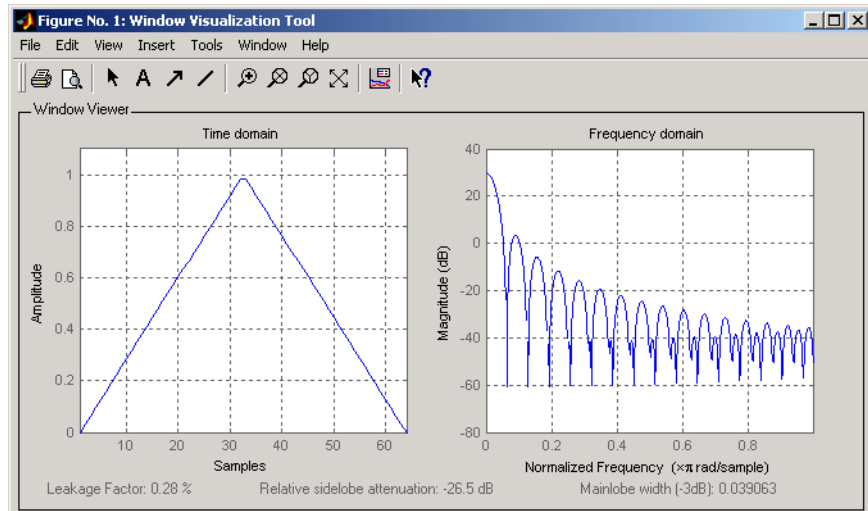 Figure No. 1: Window Visualization Tool
File Edit View Insert Tools Window Help
Window Viewer
Time domain
Frequency domain
1
0.8
0.6
0.4
0.2
0
Amplitude
10 20 30 40 50 60
Samples
40
20
0
-20
-40
-60
-80
Magnitude (dB)
0 0.2 0.4 0.6 0.8
Normalized Frequency (×π rad/sample)
Leakage Factor: 0.28 % Relative sidelobe attenuation: -26.5 dB Mainlobe width (-3dB): 0.039063